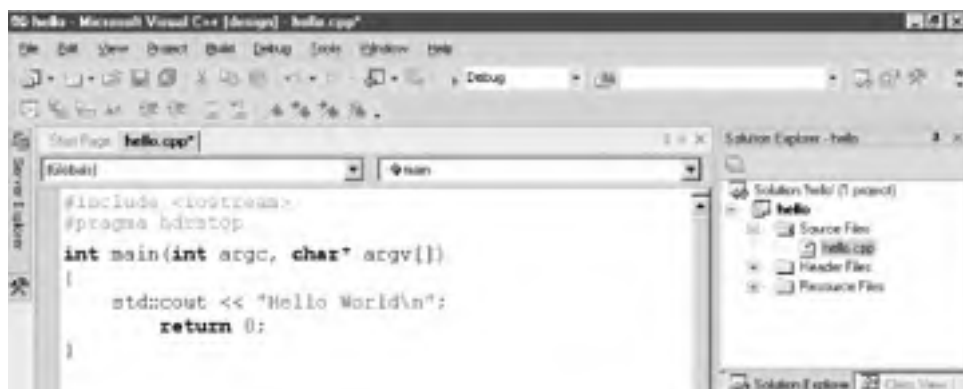 hello - Microsoft Visual C++ [design] - hello.cpp*
File Edit View Project Build Debug Tools Window Help
Debug
Start Page hello.cpp*
(Globals) main
#include <iostream>
#pragma hdrstop
int main(int argc, char* argv[])
{
std::cout << "Hello World\n";
return 0;
}
Server Explorer
Solution Explorer - hello
Solution 'hello' (1 project)
hello
Source Files
hello.cpp
Header Files
Resource Files
Solution Explorer Class View